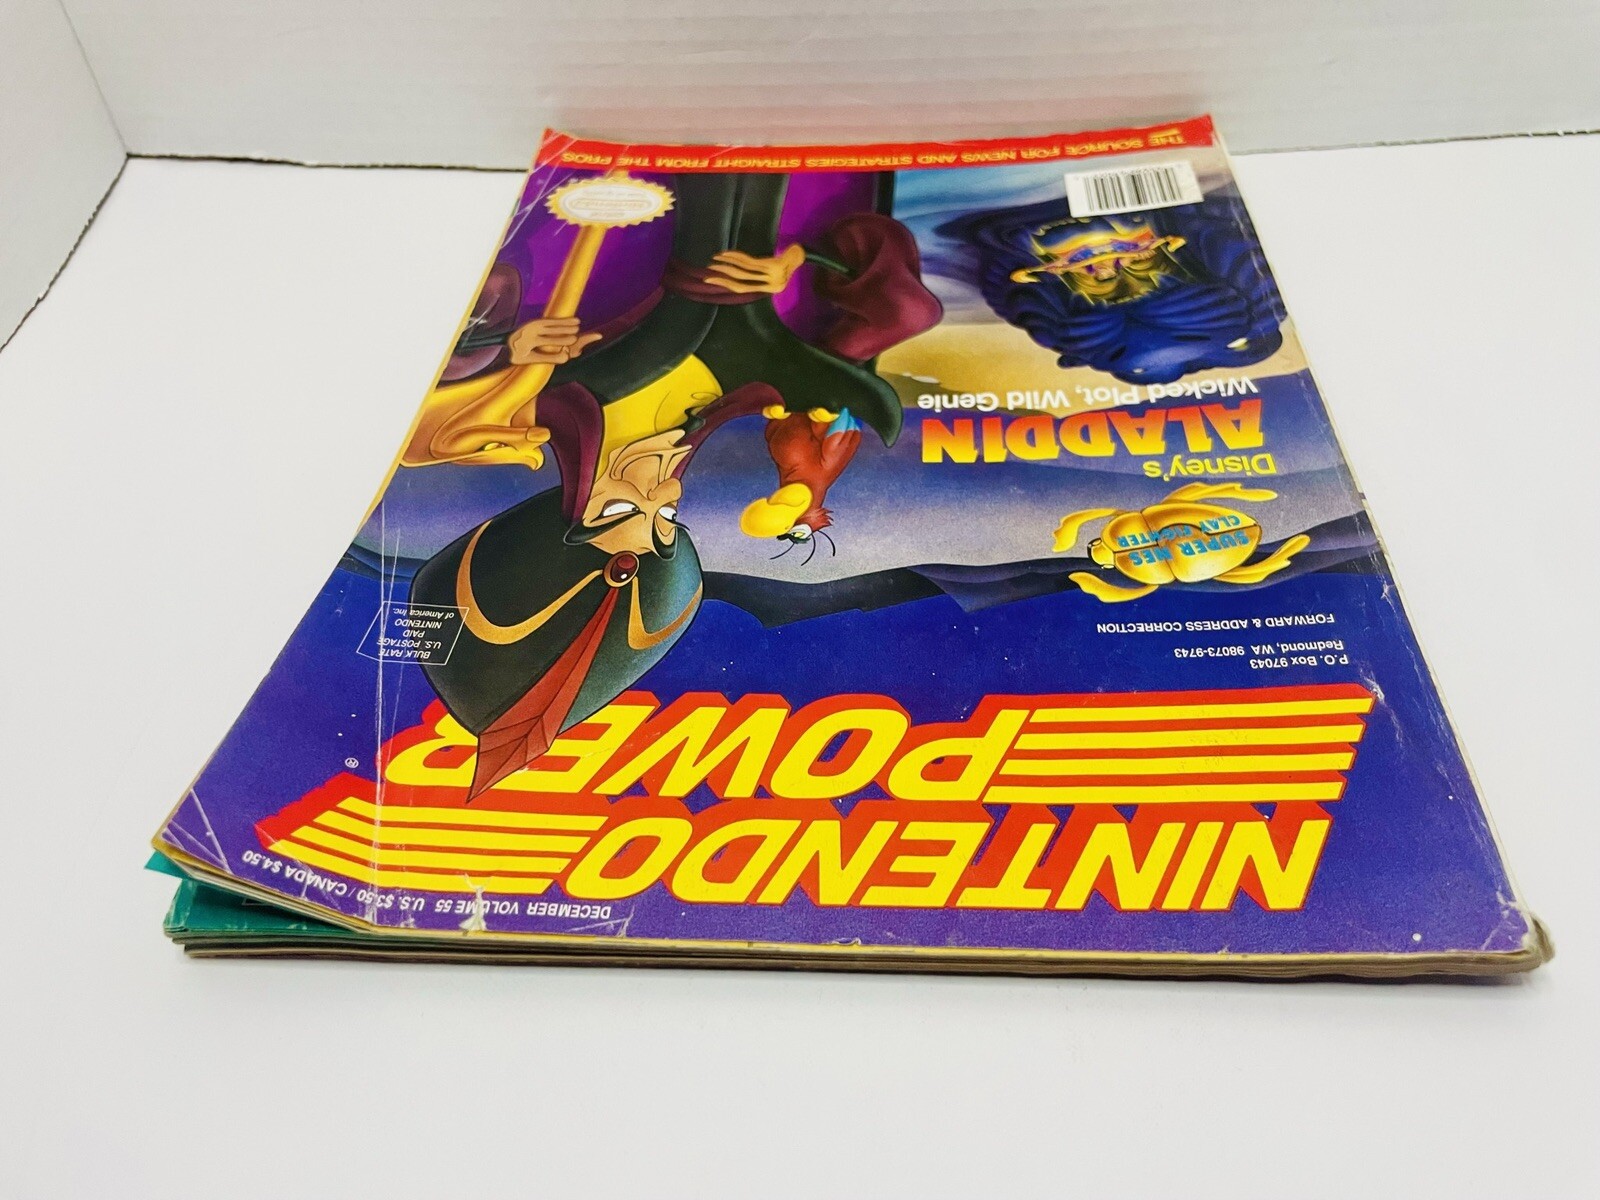 DECEMBER VOLUME 55 U.S. $3.50 / CANADA $4.50
NINTENDO
POWER
®
P.O. Box 97043
Redmond, WA 98073-9743
FORWARD & ADDRESS CORRECTION
BULK RATE
U.S. POSTAGE
PAID
NINTENDO
of America Inc.
SUPER NES
CLAY FIGHTER
Disney's
ALADDIN
Wicked Plot, Wild Genie
THE SOURCE FOR NEWS AND STRATEGIES STRAIGHT FROM THE PROS